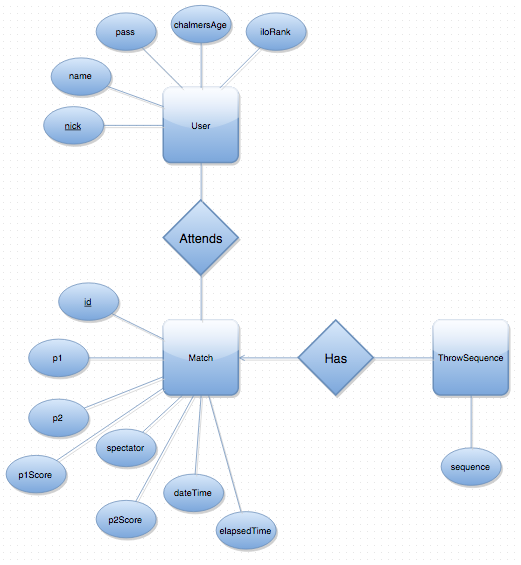 chalmersAge
pass
iloRank
name
nick
User
Attends
id
p1
Match
Has
ThrowSequence
p2
spectator
p1Score
sequence
dateTime
p2Score
elapsedTime